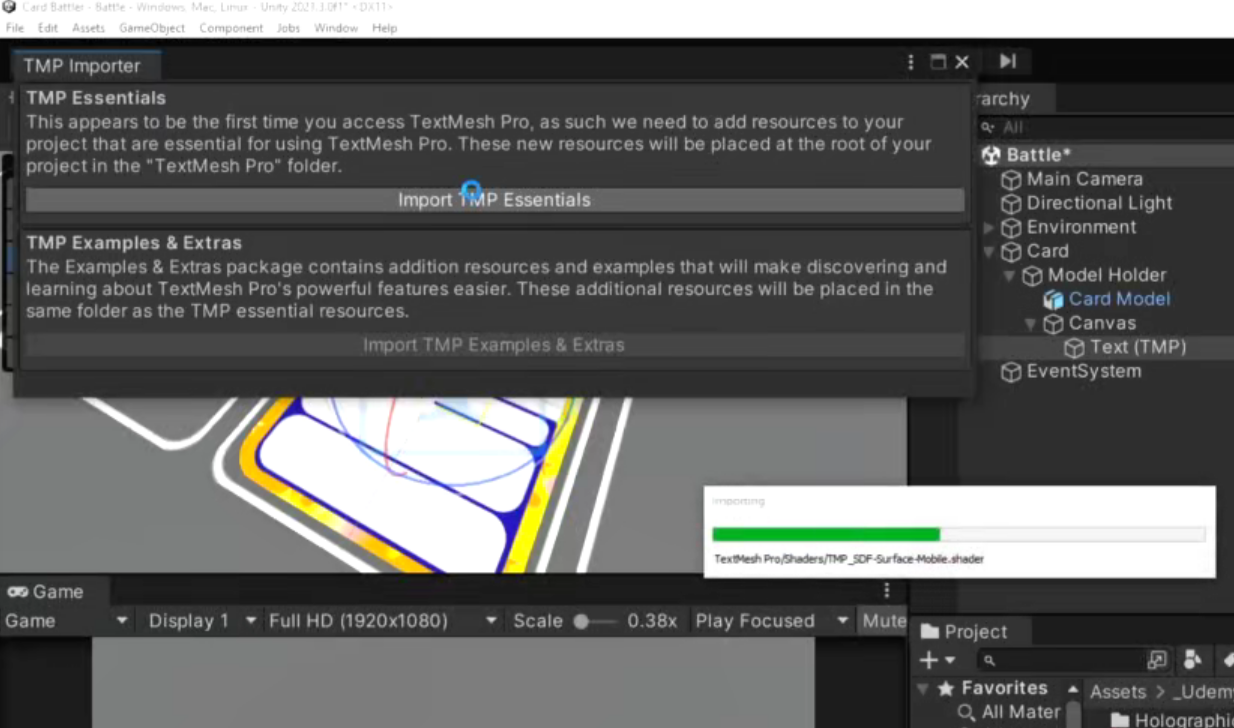 Card Battler - Battle - Windows, Mac, Linux - Unity 2021.3.0f1* <DX11>
File Edit Assets GameObject Component Jobs Window Help
TMP Importer
TMP Essentials
This appears to be the first time you access TextMesh Pro, as such we need to add resources to your
project that are essential for using TextMesh Pro. These new resources will be placed at the root of your
project in the "TextMesh Pro" folder.
Import TMP Essentials
TMP Examples & Extras
The Examples & Extras package contains addition resources and examples that will make discovering and
learning about TextMesh Pro's powerful features easier. These additional resources will be placed in the
same folder as the TMP essential resources.
Import TMP Examples & Extras
rarchy
All
Battle*
Main Camera
Directional Light
Environment
Card
Model Holder
Card Model
Canvas
Text (TMP)
EventSystem
Importing
TextMesh Pro/Shaders/TMP_SDF-Surface-Mobile.shader
Game
Game Display 1 Full HD (1920x1080) Scale 0.38x Play Focused Mute
Project
Favorites
All Mater
Assets > _Udem
Holographi